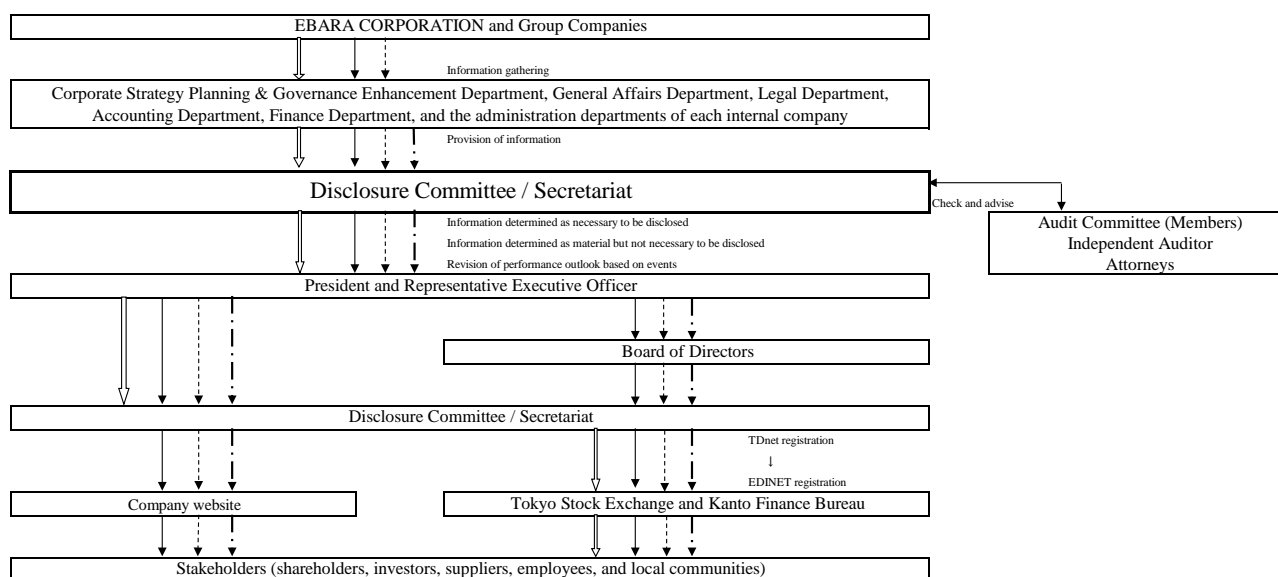 EBARA CORPORATION and Group Companies
Information gathering
Corporate Strategy Planning & Governance Enhancement Department, General Affairs Department, Legal Department,
Accounting Department, Finance Department, and the administration departments of each internal company
Provision of information
Disclosure Committee / Secretariat
Check and advise
Audit Committee (Members)
Independent Auditor
Attorneys
Information determined as necessary to be disclosed
Information determined as material but not necessary to be disclosed
Revision of performance outlook based on events
President and Representative Executive Officer
Board of Directors
Disclosure Committee / Secretariat
TDnet registration
↓
EDINET registration
Company website
Tokyo Stock Exchange and Kanto Finance Bureau
Stakeholders (shareholders, investors, suppliers, employees, and local communities)